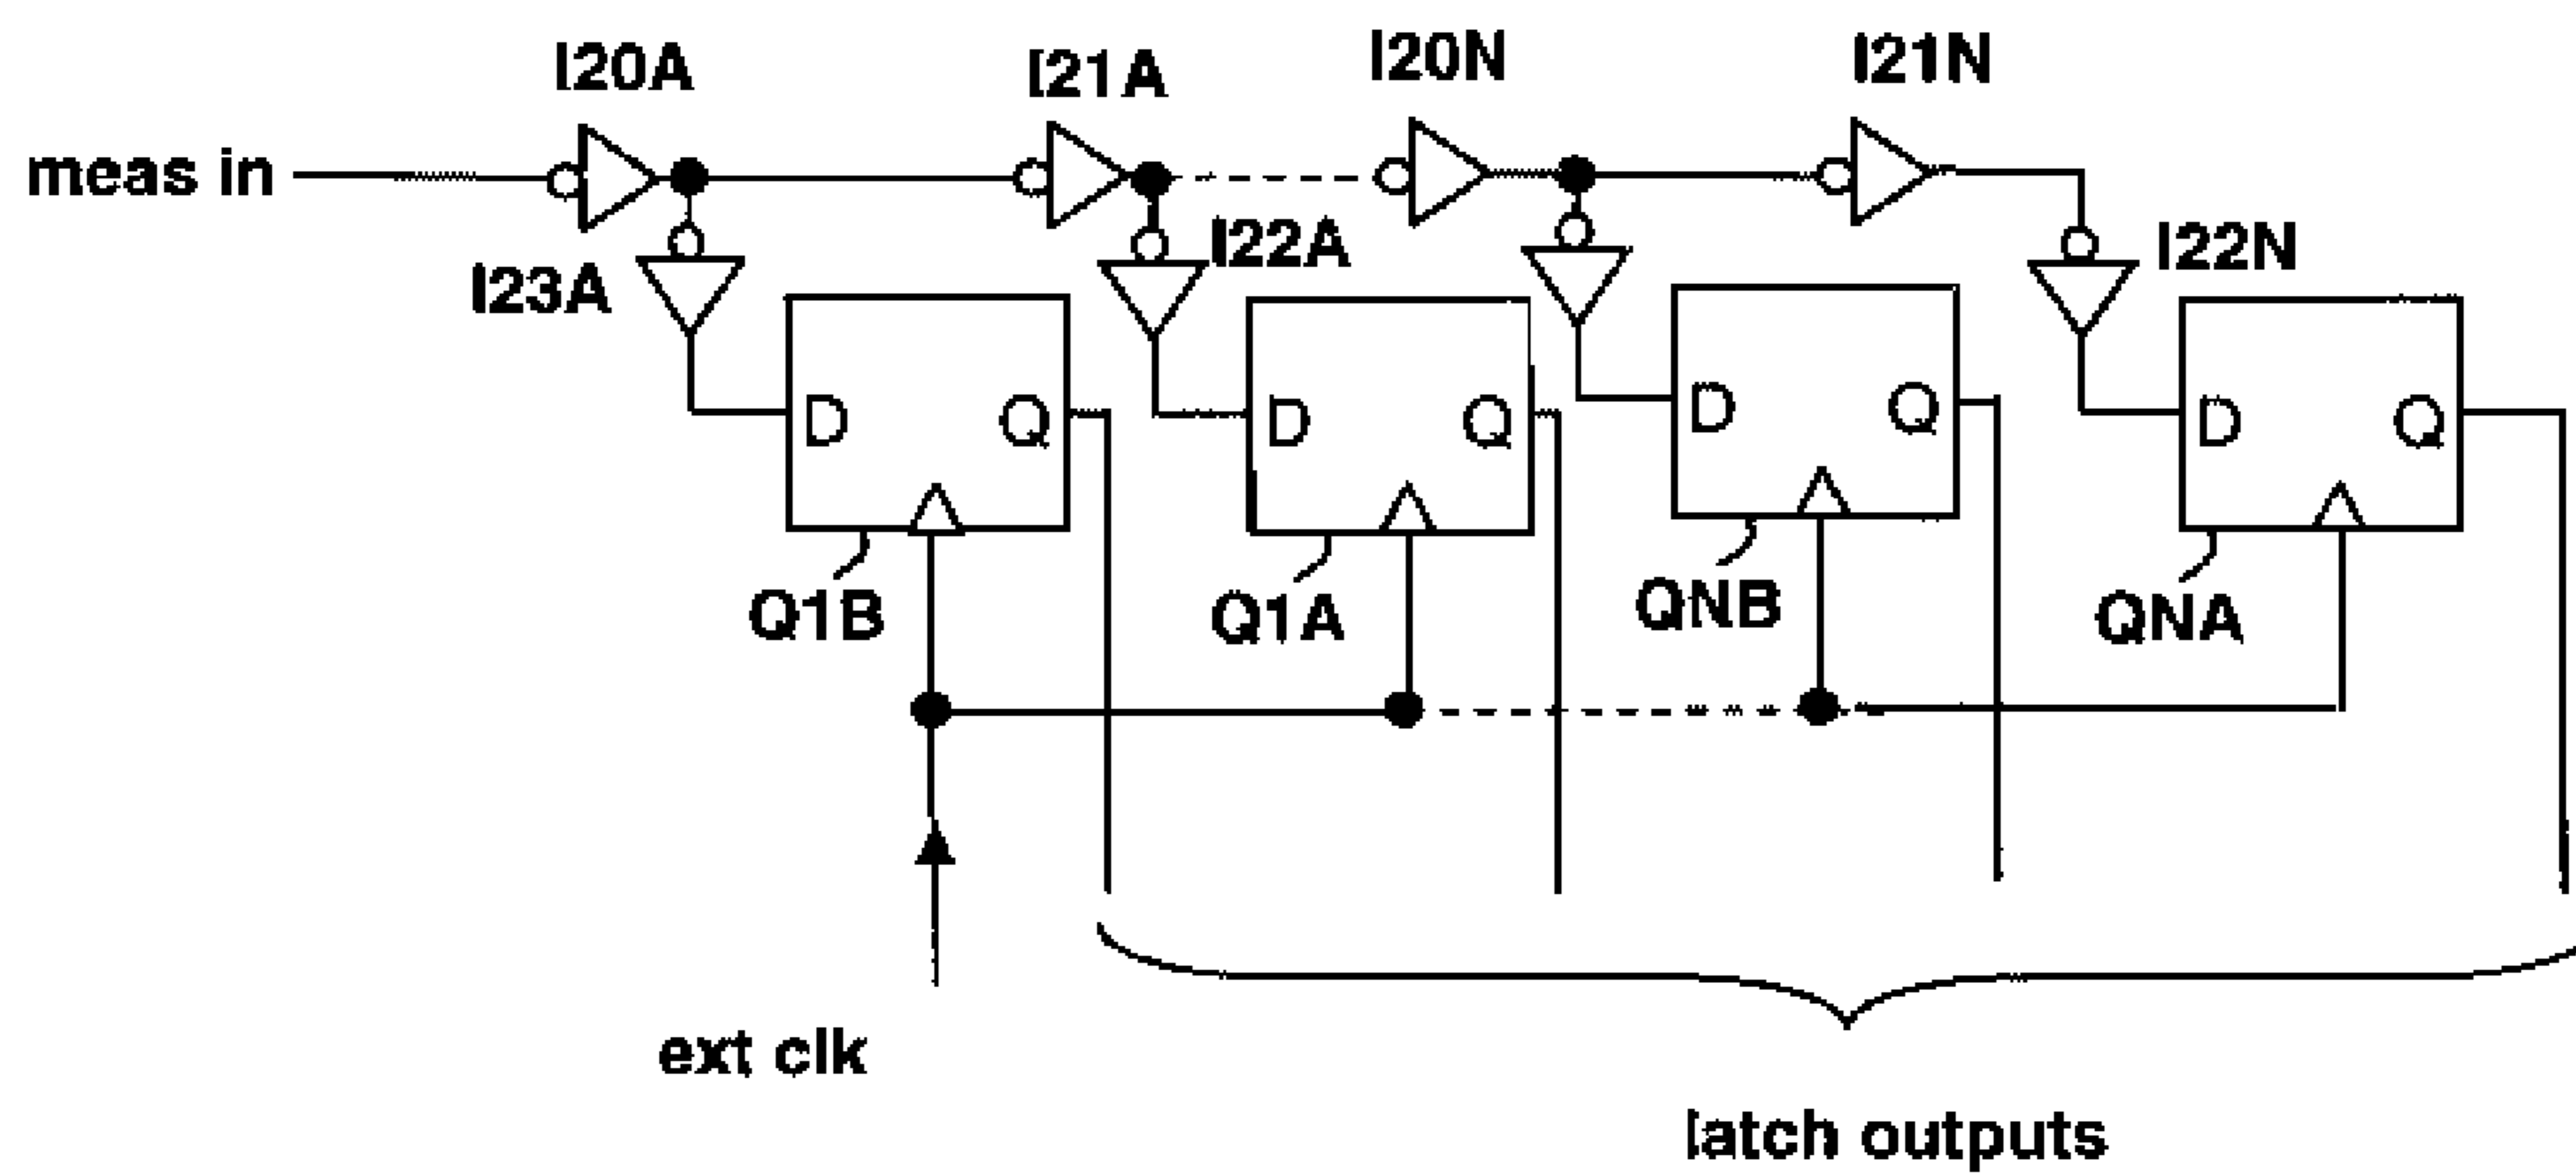 I20A I21A I20N I21N
meas in
I23A I22A I22N
D Q D Q D Q D Q
Q1B Q1A QNB QNA
ext clk
latch outputs